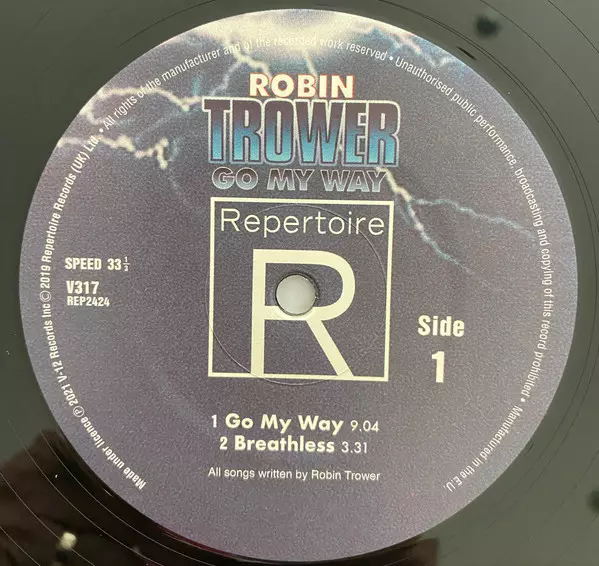 Made under licence ℗ 2021 V-12 Records Inc © 2019 Repertoire Records (UK) Ltd. • All rights of the manufacturer and of the recorded work reserved • Unauthorised public performance, broadcasting and copying of this record prohibited • Manufactured in the E.U.
ROBIN
TROWER
GO MY WAY
Repertoire
R
SPEED 33 1/3
V317
REP2424
Side
1
1 Go My Way 9.04
2 Breathless 3.31
All songs written by Robin Trower